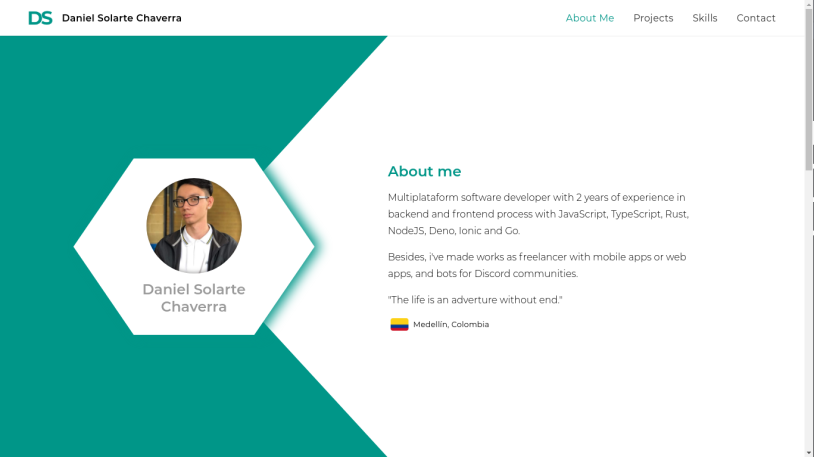 DS Daniel Solarte Chaverra
About Me Projects Skills Contact
Daniel Solarte
Chaverra
About me
Multiplataform software developer with 2 years of experience in
backend and frontend process with JavaScript, TypeScript, Rust,
NodeJS, Deno, Ionic and Go.
Besides, i've made works as freelancer with mobile apps or web
apps, and bots for Discord communities.
"The life is an adverture without end."
Medellín, Colombia